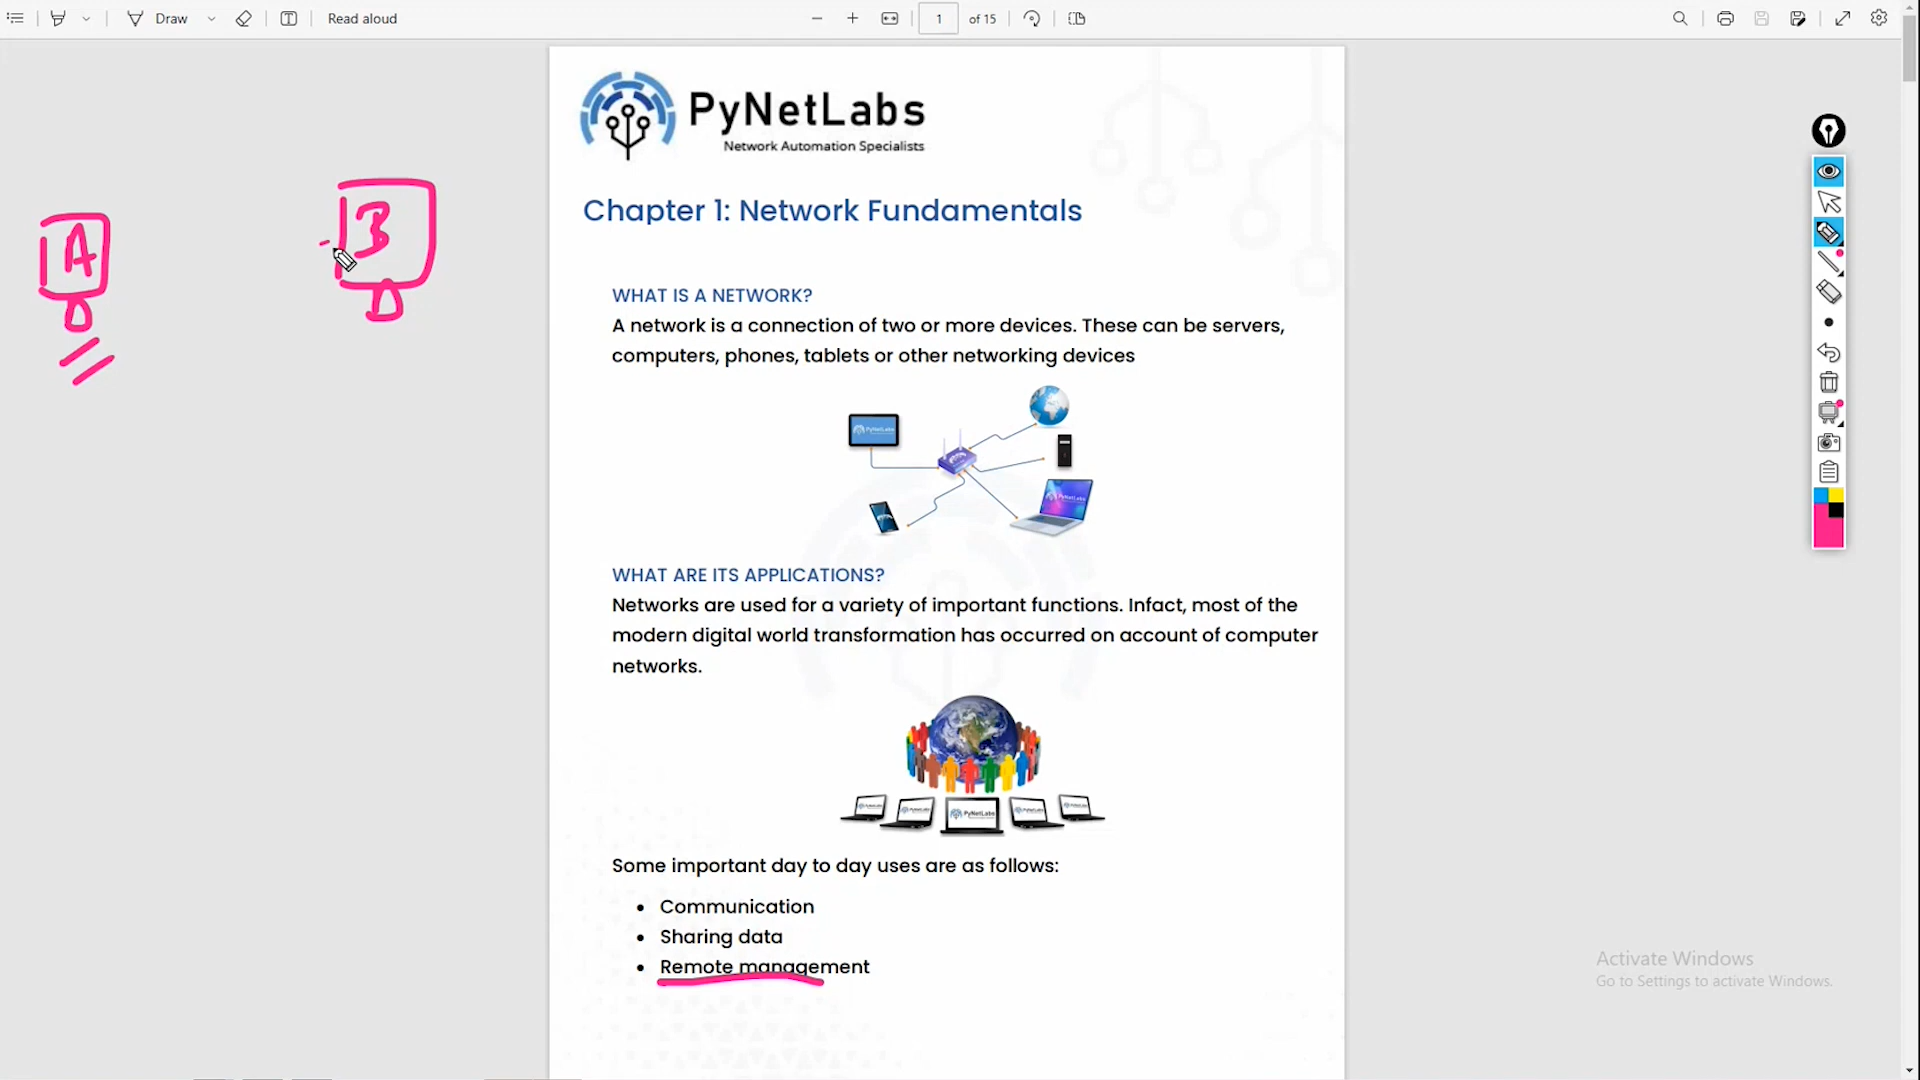 Draw
Read aloud
1 of 15
PyNetLabs
Network Automation Specialists
Chapter 1: Network Fundamentals
A
B
WHAT IS A NETWORK?
A network is a connection of two or more devices. These can be servers,
computers, phones, tablets or other networking devices
PyNetLabs
PyNetLabs
WHAT ARE ITS APPLICATIONS?
Networks are used for a variety of important functions. Infact, most of the
modern digital world transformation has occurred on account of computer
networks.
PyNetLabs
Some important day to day uses are as follows:
• Communication
• Sharing data
• Remote management
Activate Windows
Go to Settings to activate Windows.